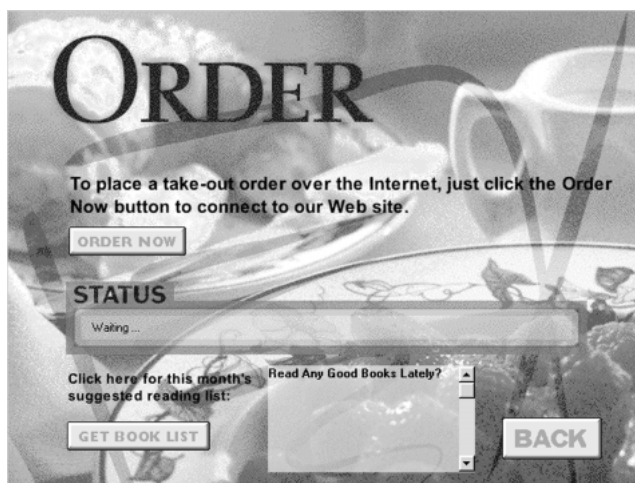 ORDER
To place a take-out order over the Internet, just click the Order
Now button to connect to our Web site.
ORDER NOW
STATUS
Waiting ...
Click here for this month's
suggested reading list:
Read Any Good Books Lately?
GET BOOK LIST
BACK